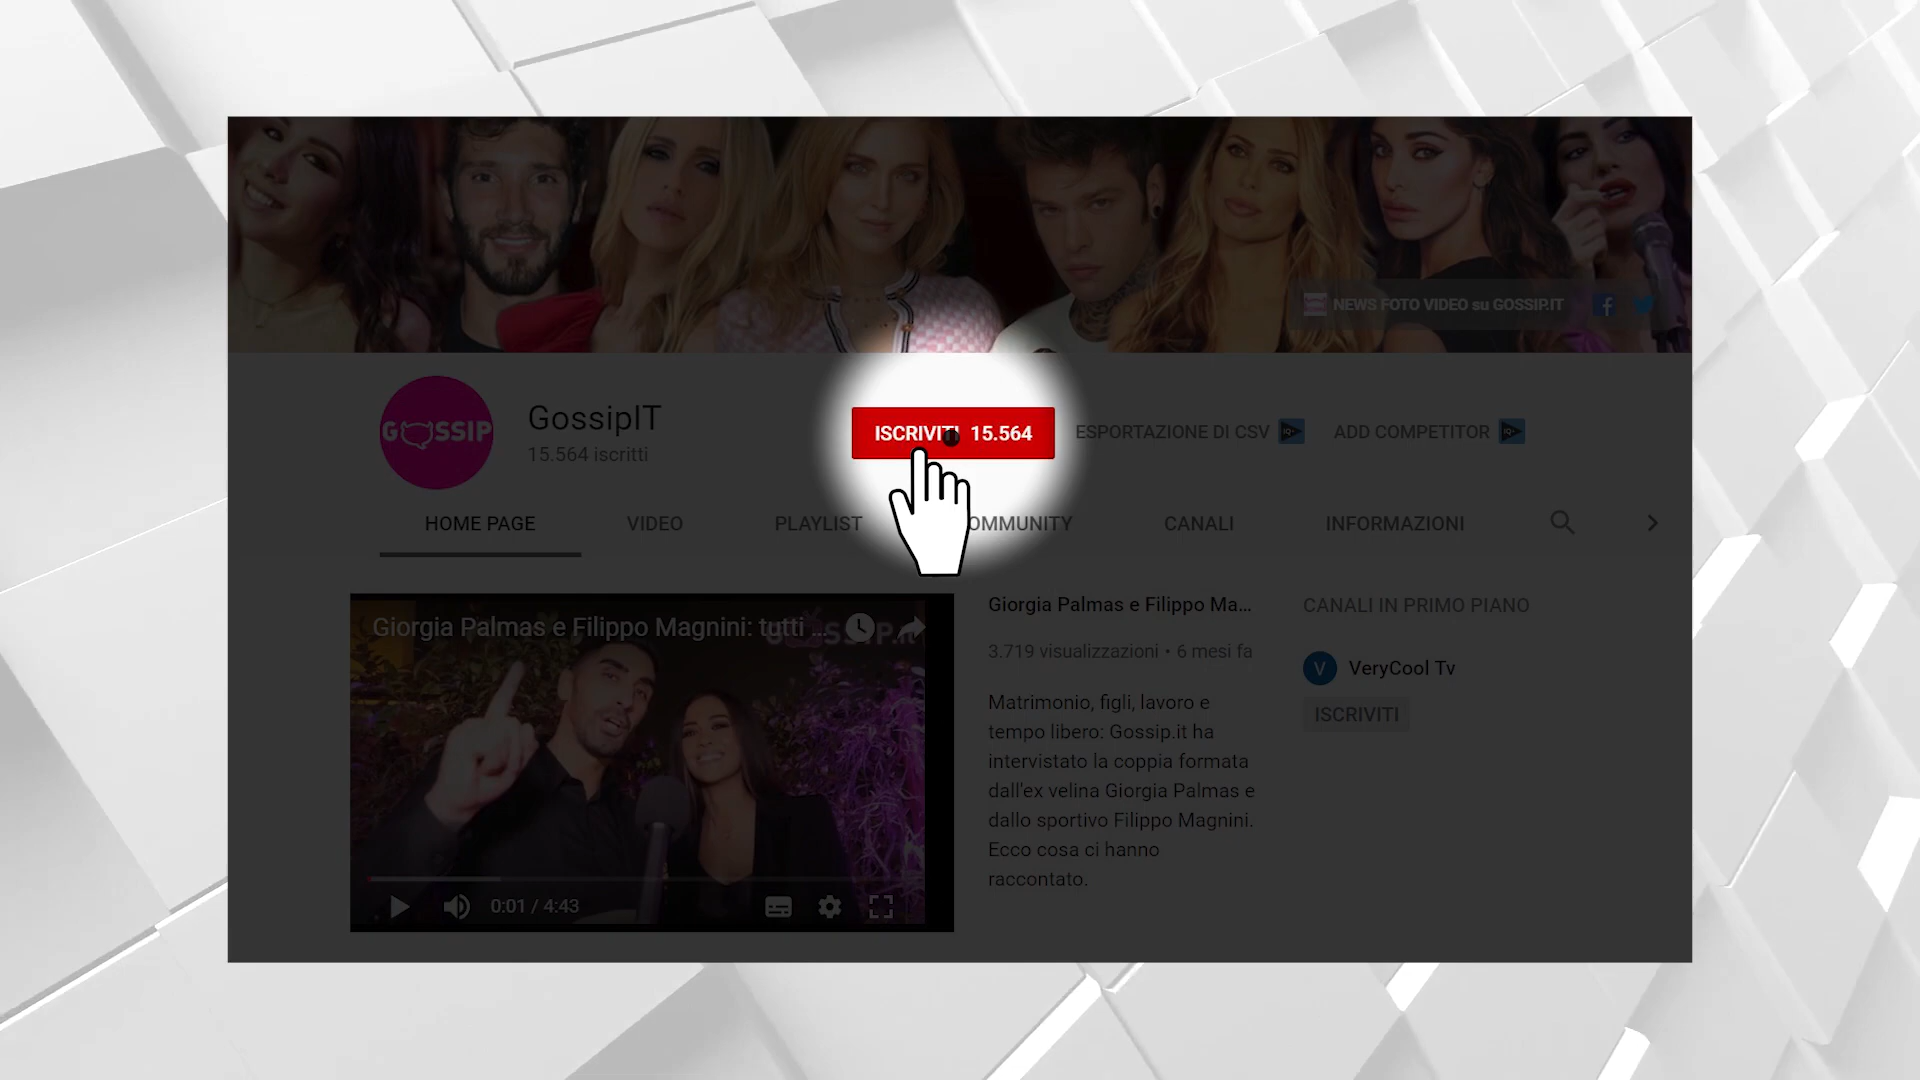 NEWS FOTO VIDEO su GOSSIP.IT
GOSSIP
GossipIT
15.564 iscritti
ISCRIVITI 15.564
ESPORTAZIONE DI CSV
ADD COMPETITOR
HOME PAGE
VIDEO
PLAYLIST
OMMUNITY
CANALI
INFORMAZIONI
Giorgia Palmas e Filippo Magnini: tutti ...
0:01 / 4:43
Giorgia Palmas e Filippo Ma...
3.719 visualizzazioni • 6 mesi fa
Matrimonio, figli, lavoro e
tempo libero: Gossip.it ha
intervistato la coppia formata
dall'ex velina Giorgia Palmas e
dallo sportivo Filippo Magnini.
Ecco cosa ci hanno
raccontato.
CANALI IN PRIMO PIANO
V VeryCool Tv
ISCRIVITI